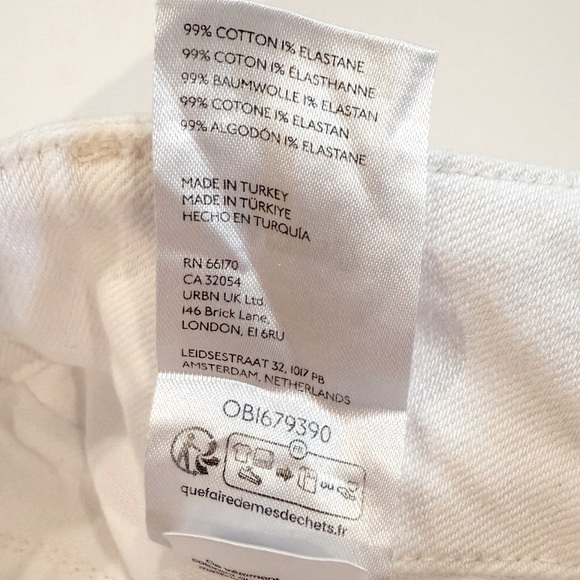 99% COTTON 1% ELASTANE
99% COTON 1% ÉLASTHANNE
99% BAUMWOLLE 1% ELASTAN
99% COTONE 1% ELASTAN
99% ALGODÓN 1% ELASTANE
MADE IN TURKEY
MADE IN TÜRKIYE
HECHO EN TURQUÍA
RN 66170
CA 32054
URBN UK Ltd.
146 Brick Lane,
LONDON, E1 6RU
LEIDSESTRAAT 32, 1017 PB
AMSTERDAM, NETHERLANDS
OB1679390
FR
ou
quefairedemesdechets.fr